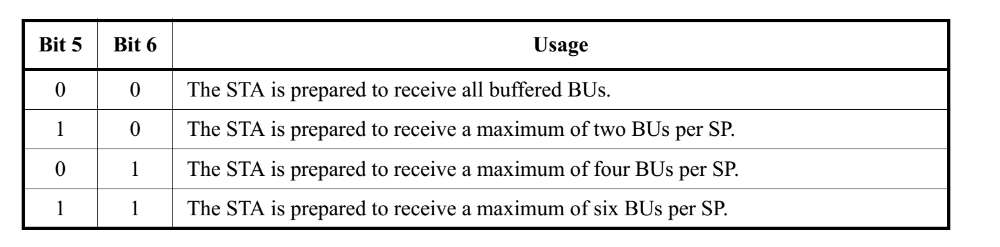 Bit 5 Bit 6 Usage
0 0 The STA is prepared to receive all buffered BUs.
1 0 The STA is prepared to receive a maximum of two BUs per SP.
0 1 The STA is prepared to receive a maximum of four BUs per SP.
1 1 The STA is prepared to receive a maximum of six BUs per SP.